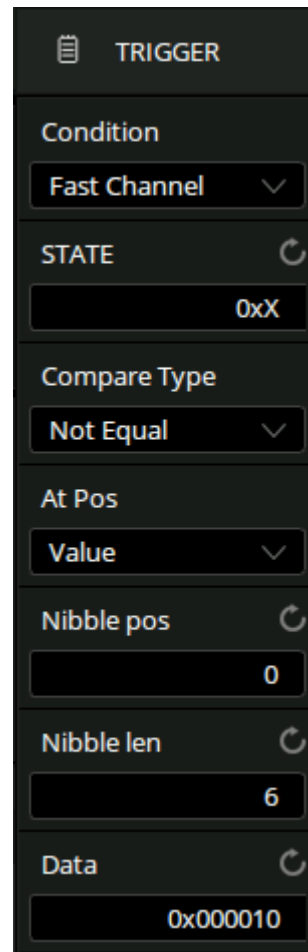 TRIGGER
Condition
Fast Channel
STATE
0xX
Compare Type
Not Equal
At Pos
Value
Nibble pos
0
Nibble len
6
Data
0x000010